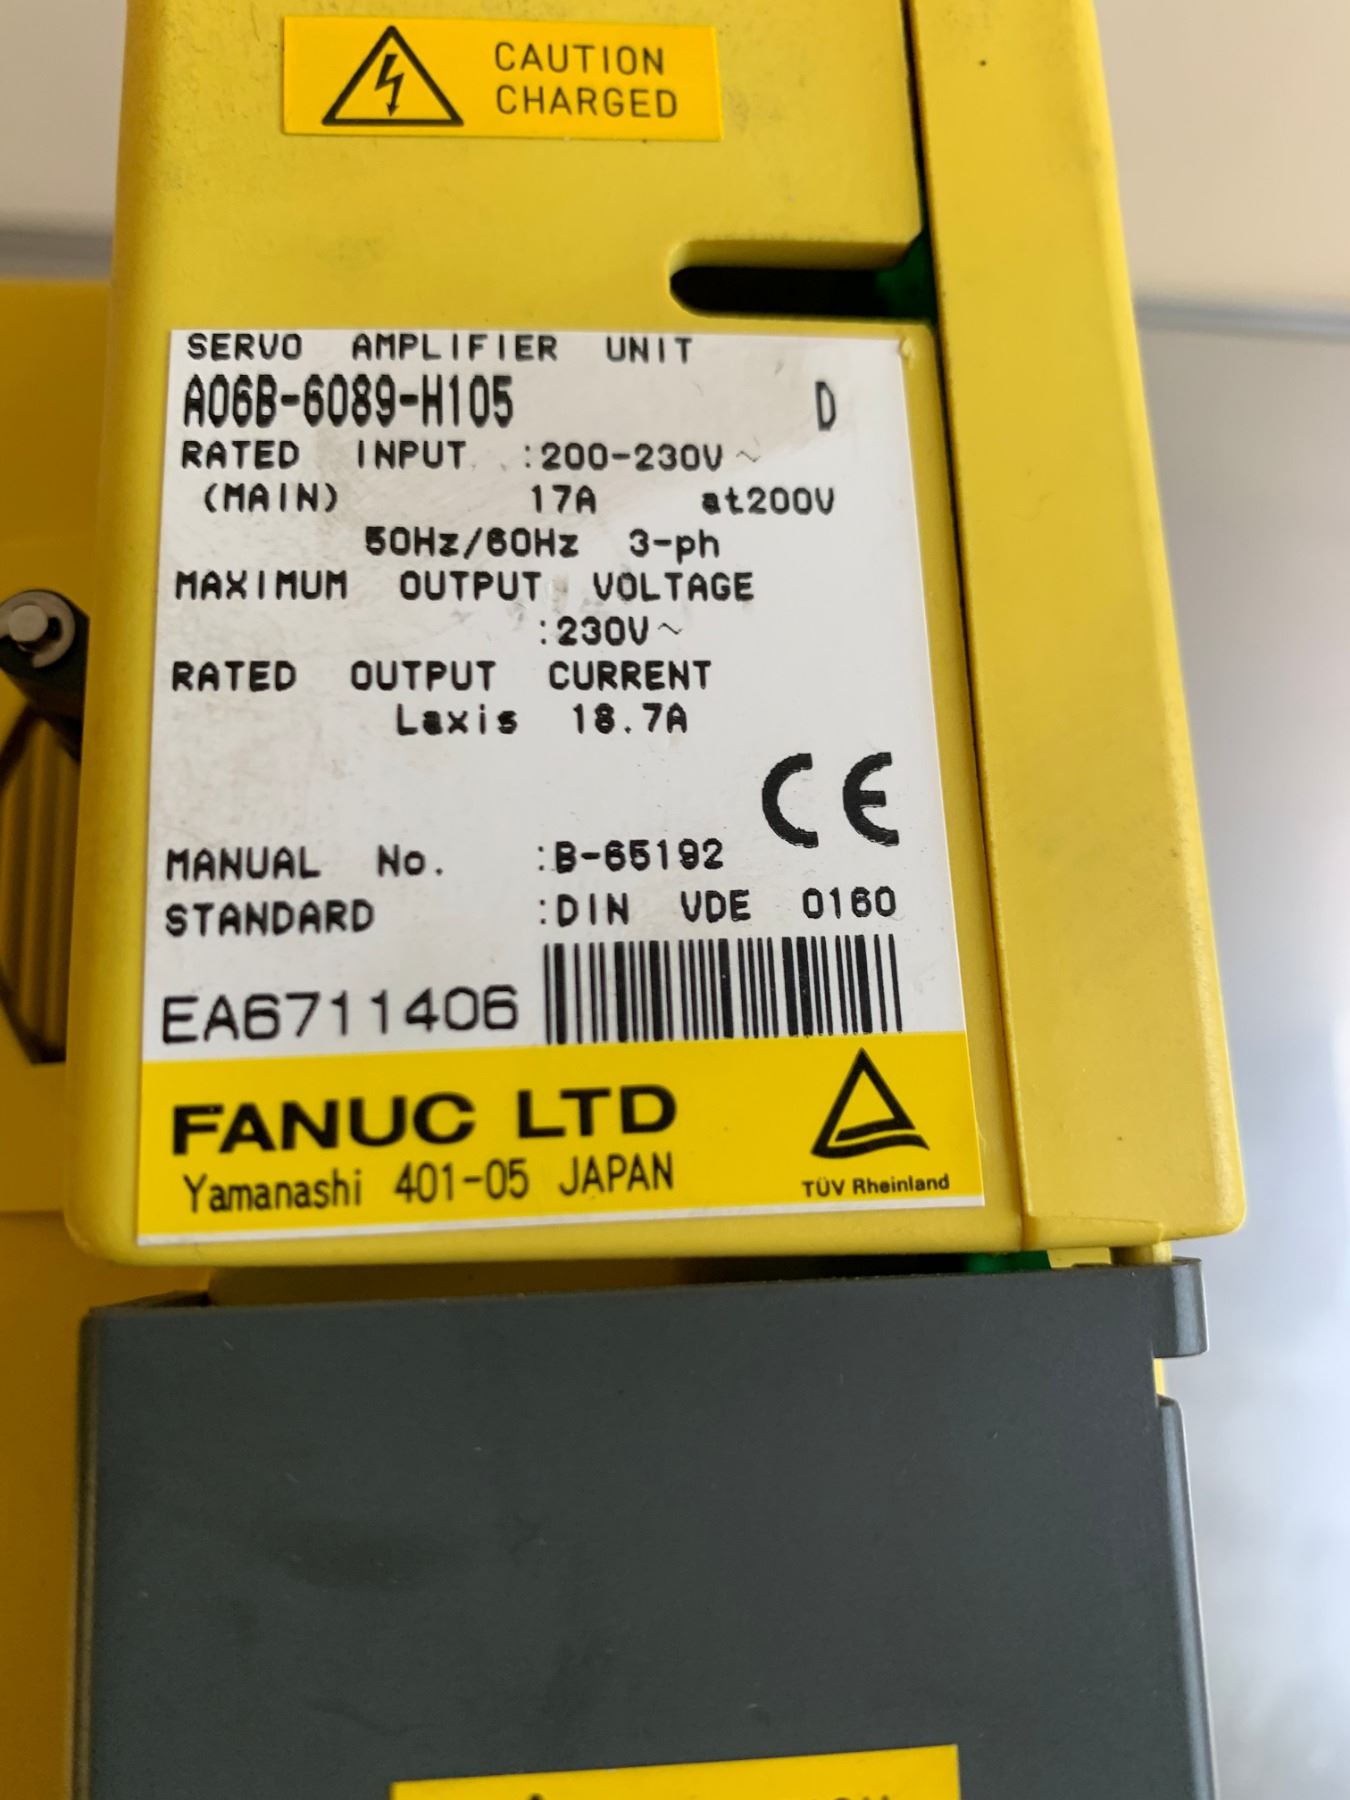 CAUTION
CHARGED
SERVO AMPLIFIER UNIT
A06B-6089-H105 D
RATED INPUT :200-230V~
(MAIN) 17A at200V
50Hz/60Hz 3-ph
MAXIMUM OUTPUT VOLTAGE
:230V~
RATED OUTPUT CURRENT
Laxis 18.7A
CE
MANUAL No. :B-65192
STANDARD :DIN VDE 0160
EA6711406
FANUC LTD
Yamanashi 401-05 JAPAN
TÜV Rheinland